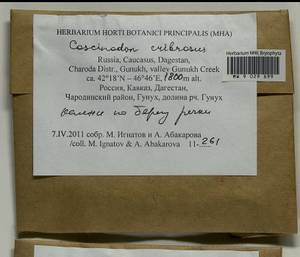 HERBARIUM HORTI BOTANICI PRINCIPALIS (MHA)
Coscinodon cribrosus
Russia, Caucasus, Dagestan,
Charoda Distr., Gunukh, valley Gunukh Creek
ca. 42°18'N – 46°46'E, 1800 m alt.
Россия, Кавказ, Дагестан,
Чародинский район, Гунух, долина рч. Гунух
камни по берегу речки
7.IV.2011 собр. М. Игнатов и А. Абакарова
/coll. M. Ignatov & A. Abakarova 11-261
Herbarium MW, Bryophyta